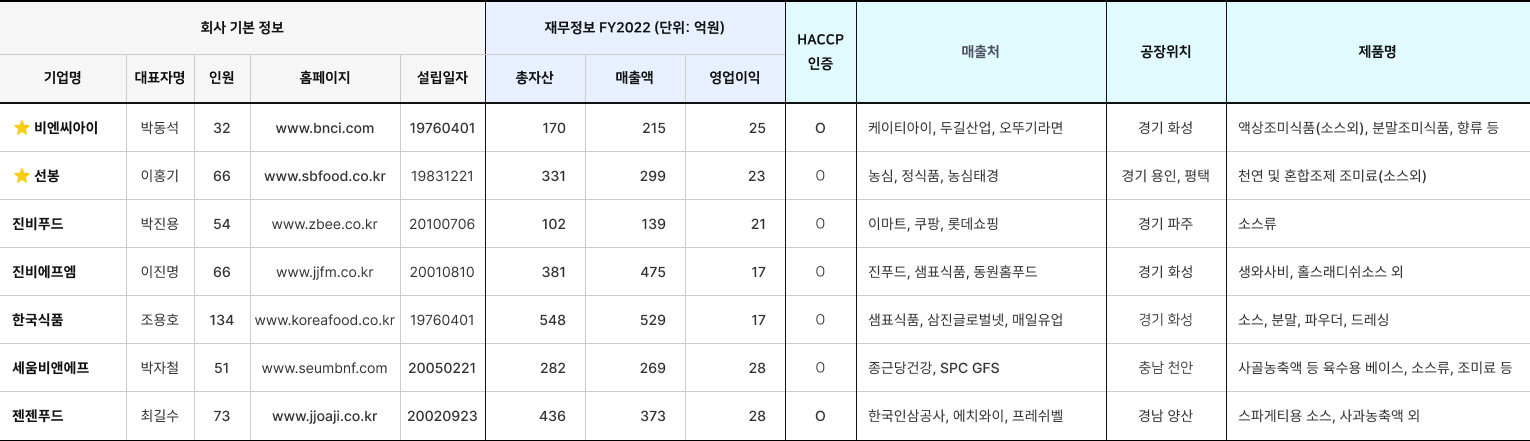 회사 기본 정보 재무정보 FY2022 (단위: 억원) HACCP 인증 매출처 공장위치 제품명
기업명 대표자명 인원 홈페이지 설립일자 총자산 매출액 영업이익
⭐ 비엔씨아이 박동석 32 www.bnci.com 19760401 170 215 25 O 케이티아이, 두길산업, 오뚜기라면 경기 화성 액상조미식품(소스외), 분말조미식품, 향류 등
⭐ 선봉 이홍기 66 www.sbfood.co.kr 19831221 331 299 23 O 농심, 정식품, 농심태경 경기 용인, 평택 천연 및 혼합조제 조미료(소스외)
진비푸드 박진용 54 www.zbee.co.kr 20100706 102 139 21 O 이마트, 쿠팡, 롯데쇼핑 경기 파주 소스류
진비에프엠 이진명 66 www.jjfm.co.kr 20010810 381 475 17 O 진푸드, 샘표식품, 동원홈푸드 경기 화성 생와사비, 홀스래디쉬소스 외
한국식품 조용호 134 www.koreafood.co.kr 19760401 548 529 17 O 샘표식품, 삼진글로벌넷, 매일유업 경기 화성 소스, 분말, 파우더, 드레싱
세움비앤에프 박자철 51 www.seumbnf.com 20050221 282 269 28 O 종근당건강, SPC GFS 충남 천안 사골농축액 등 육수용 베이스, 소스류, 조미료 등
젠젠푸드 최길수 73 www.jjoaji.co.kr 20020923 436 373 28 O 한국인삼공사, 에치와이, 프레쉬벨 경남 양산 스파게티용 소스, 사과농축액 외